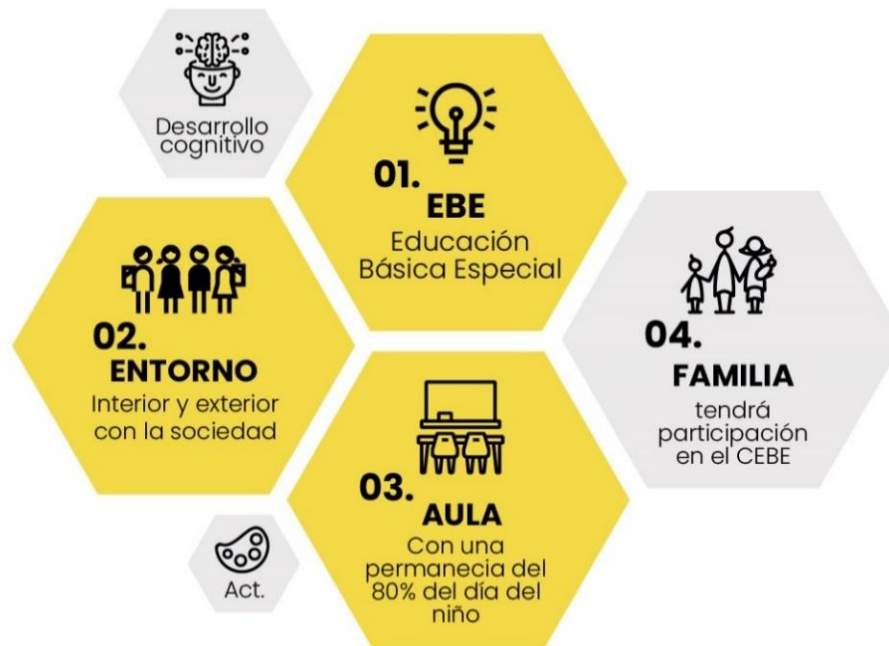 Desarrollo
cognitivo
01.
EBE
Educación
Básica Especial
02.
ENTORNO
Interior y exterior
con la sociedad
03.
AULA
Con una
permanecia del
80% del día del
niño
04.
FAMILIA
tendrá
participación
en el CEBE
Act.